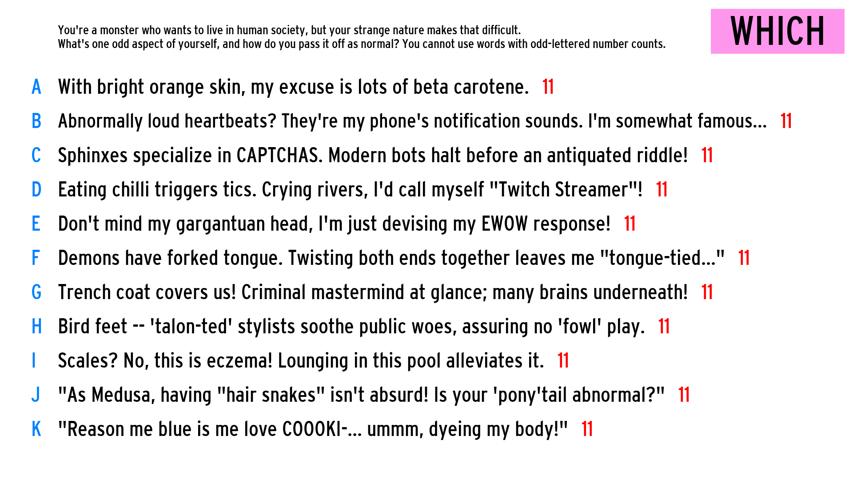 You're a monster who wants to live in human society, but your strange nature makes that difficult.
What's one odd aspect of yourself, and how do you pass it off as normal? You cannot use words with odd-lettered number counts.
WHICH
A With bright orange skin, my excuse is lots of beta carotene. 11
B Abnormally loud heartbeats? They're my phone's notification sounds. I'm somewhat famous... 11
C Sphinxes specialize in CAPTCHAS. Modern bots halt before an antiquated riddle! 11
D Eating chilli triggers tics. Crying rivers, I'd call myself "Twitch Streamer"! 11
E Don't mind my gargantuan head, I'm just devising my EWOW response! 11
F Demons have forked tongue. Twisting both ends together leaves me "tongue-tied..." 11
G Trench coat covers us! Criminal mastermind at glance; many brains underneath! 11
H Bird feet -- 'talon-ted' stylists soothe public woes, assuring no 'fowl' play. 11
I Scales? No, this is eczema! Lounging in this pool alleviates it. 11
J "As Medusa, having "hair snakes" isn't absurd! Is your 'pony'tail abnormal?" 11
K "Reason me blue is me love COOOKI-... ummm, dyeing my body!" 11